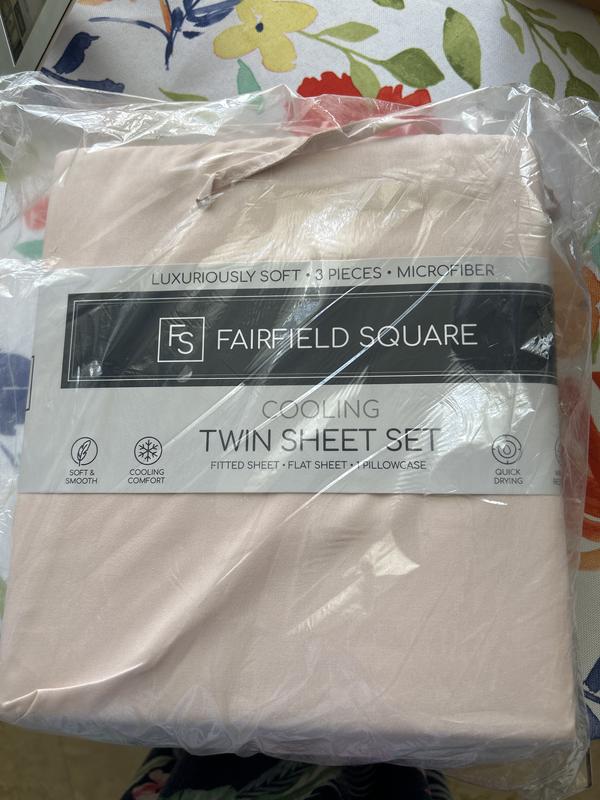 LUXURIOUSLY SOFT • 3 PIECES • MICROFIBER
FS FAIRFIELD SQUARE
COOLING
TWIN SHEET SET
FITTED SHEET • FLAT SHEET • 1 PILLOWCASE
SOFT &
SMOOTH
COOLING
COMFORT
QUICK
DRYING